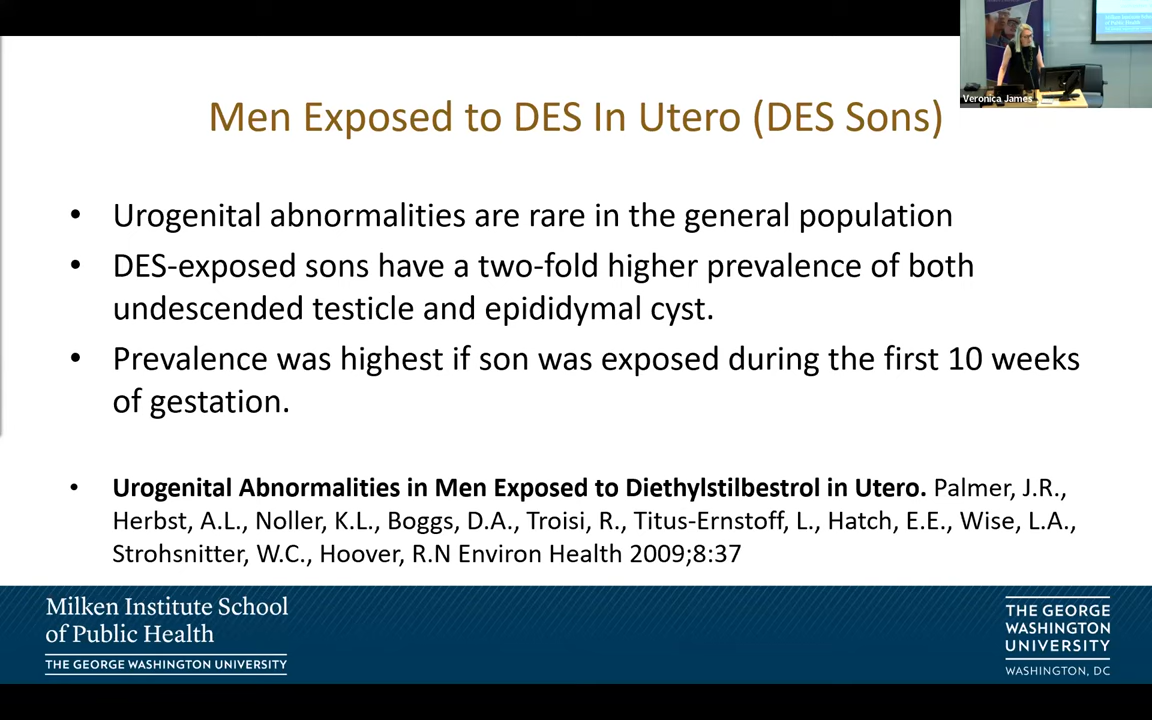 Veronica James
Men Exposed to DES In Utero (DES Sons)
• Urogenital abnormalities are rare in the general population
• DES-exposed sons have a two-fold higher prevalence of both
undescended testicle and epididymal cyst.
• Prevalence was highest if son was exposed during the first 10 weeks
of gestation.
• Urogenital Abnormalities in Men Exposed to Diethylstilbestrol in Utero. Palmer, J.R.,
Herbst, A.L., Noller, K.L., Boggs, D.A., Troisi, R., Titus-Ernstoff, L., Hatch, E.E., Wise, L.A.,
Strohsnitter, W.C., Hoover, R.N Environ Health 2009;8:37
Milken Institute School
of Public Health
THE GEORGE WASHINGTON UNIVERSITY
THE GEORGE
WASHINGTON
UNIVERSITY
WASHINGTON, DC